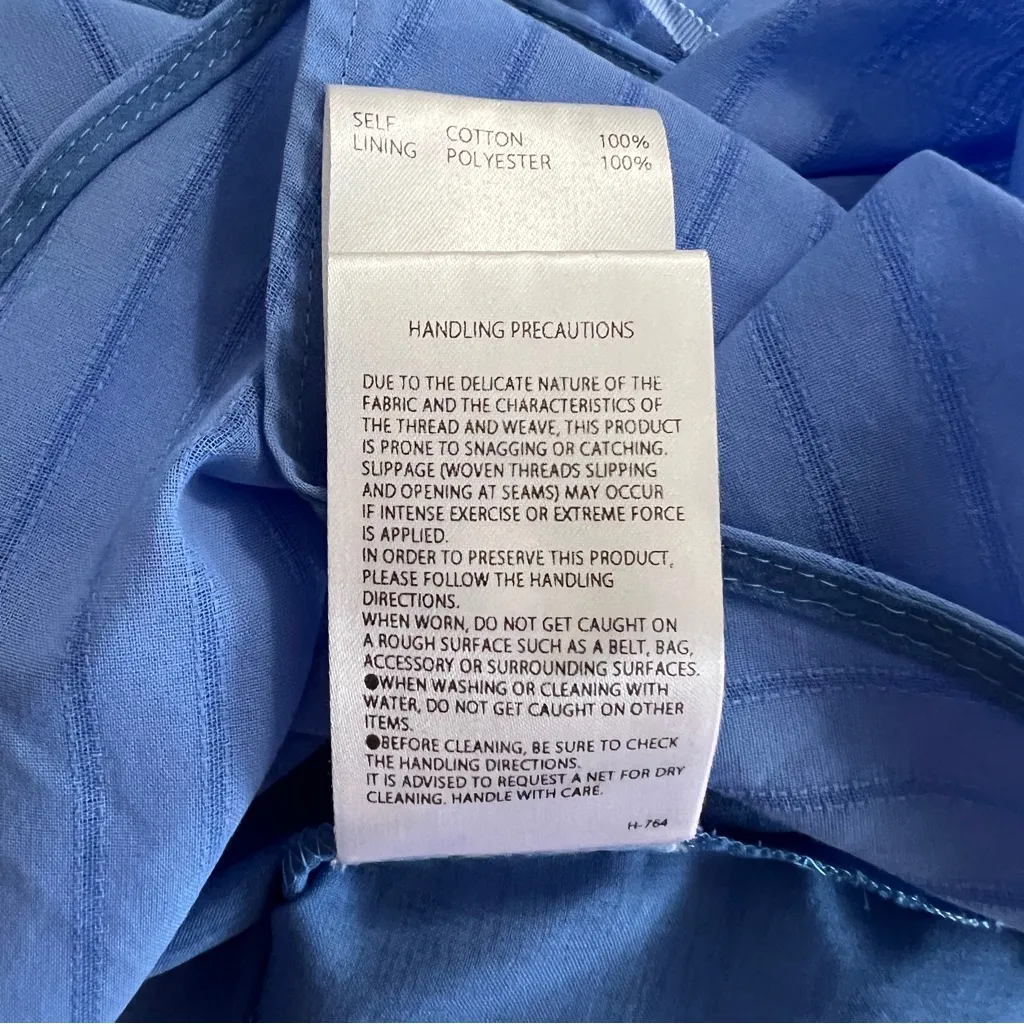 SELF COTTON 100%
LINING POLYESTER 100%
HANDLING PRECAUTIONS
DUE TO THE DELICATE NATURE OF THE
FABRIC AND THE CHARACTERISTICS OF
THE THREAD AND WEAVE, THIS PRODUCT
IS PRONE TO SNAGGING OR CATCHING.
SLIPPAGE (WOVEN THREADS SLIPPING
AND OPENING AT SEAMS) MAY OCCUR
IF INTENSE EXERCISE OR EXTREME FORCE
IS APPLIED.
IN ORDER TO PRESERVE THIS PRODUCT,
PLEASE FOLLOW THE HANDLING
DIRECTIONS.
WHEN WORN, DO NOT GET CAUGHT ON
A ROUGH SURFACE SUCH AS A BELT, BAG,
ACCESSORY OR SURROUNDING SURFACES.
●WHEN WASHING OR CLEANING WITH
WATER, DO NOT GET CAUGHT ON OTHER
ITEMS.
●BEFORE CLEANING, BE SURE TO CHECK
THE HANDLING DIRECTIONS.
IT IS ADVISED TO REQUEST A NET FOR DRY
CLEANING. HANDLE WITH CARE.
H-764